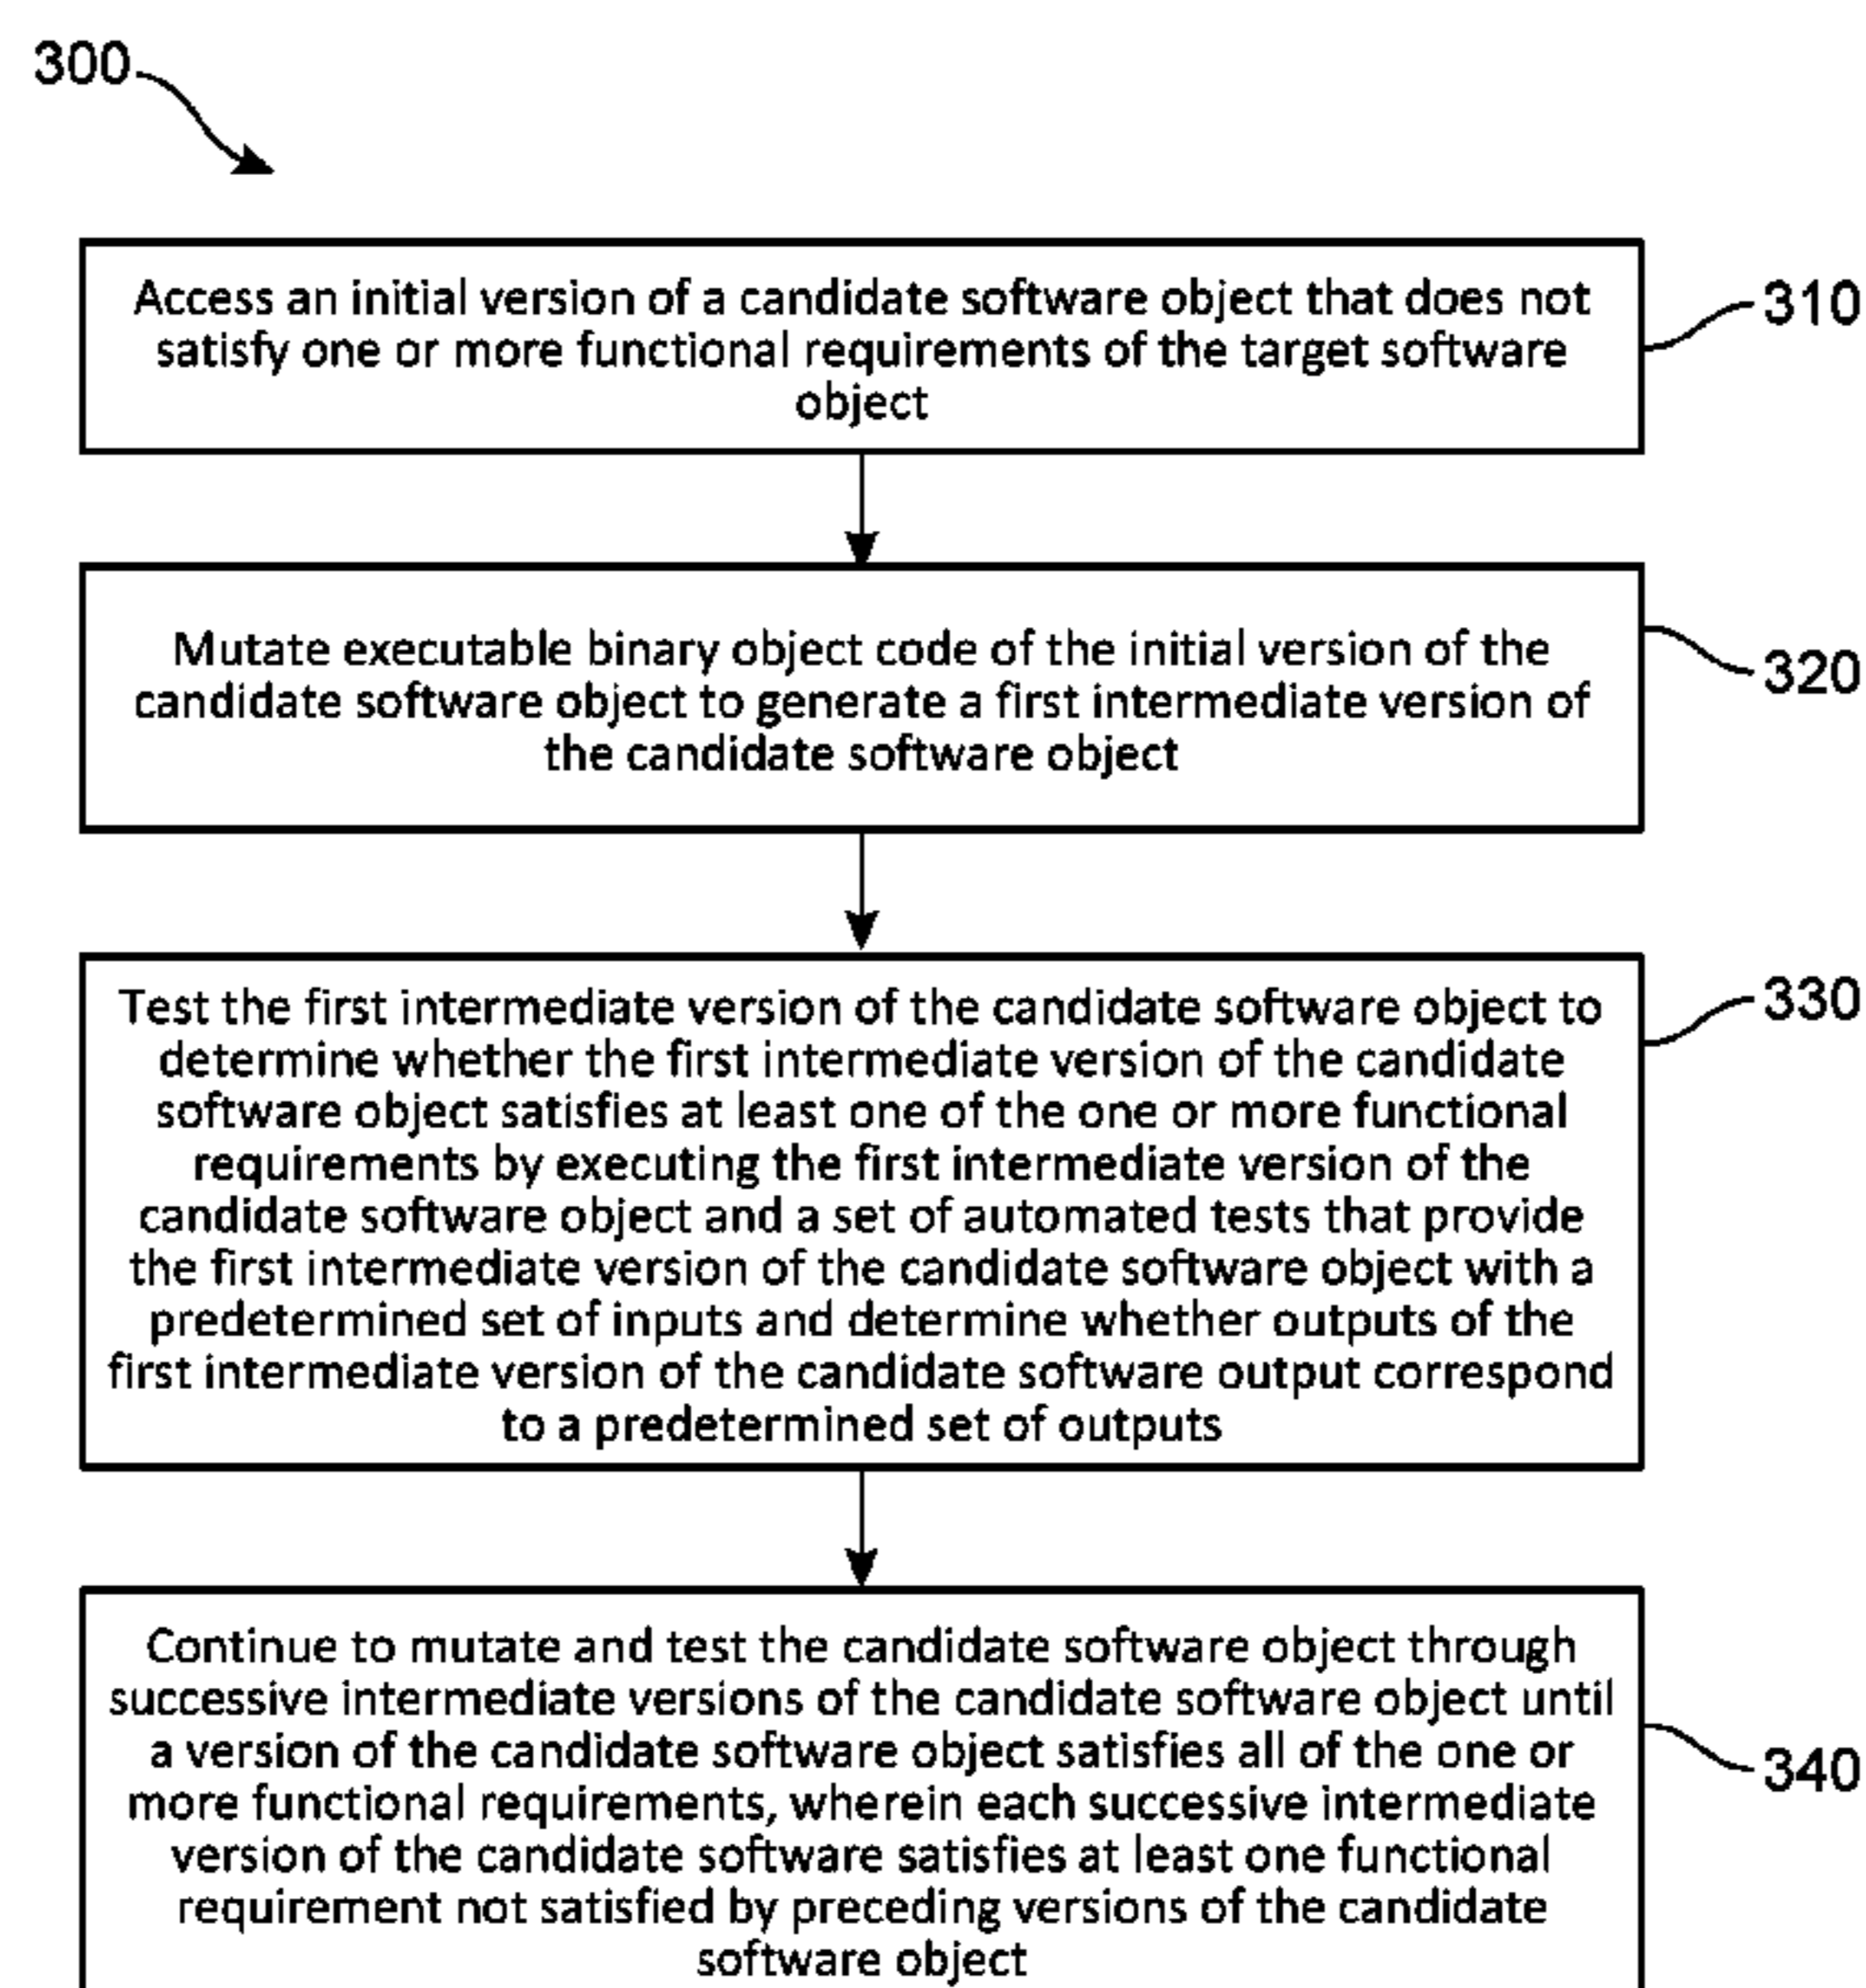 300
Access an initial version of a candidate software object that does not
satisfy one or more functional requirements of the target software
object
310
Mutate executable binary object code of the initial version of the
candidate software object to generate a first intermediate version of
the candidate software object
320
Test the first intermediate version of the candidate software object to
determine whether the first intermediate version of the candidate
software object satisfies at least one of the one or more functional
requirements by executing the first intermediate version of the
candidate software object and a set of automated tests that provide
the first intermediate version of the candidate software object with a
predetermined set of inputs and determine whether outputs of the
first intermediate version of the candidate software output correspond
to a predetermined set of outputs
330
Continue to mutate and test the candidate software object through
successive intermediate versions of the candidate software object until
a version of the candidate software object satisfies all of the one or
more functional requirements, wherein each successive intermediate
version of the candidate software satisfies at least one functional
requirement not satisfied by preceding versions of the candidate
software object
340